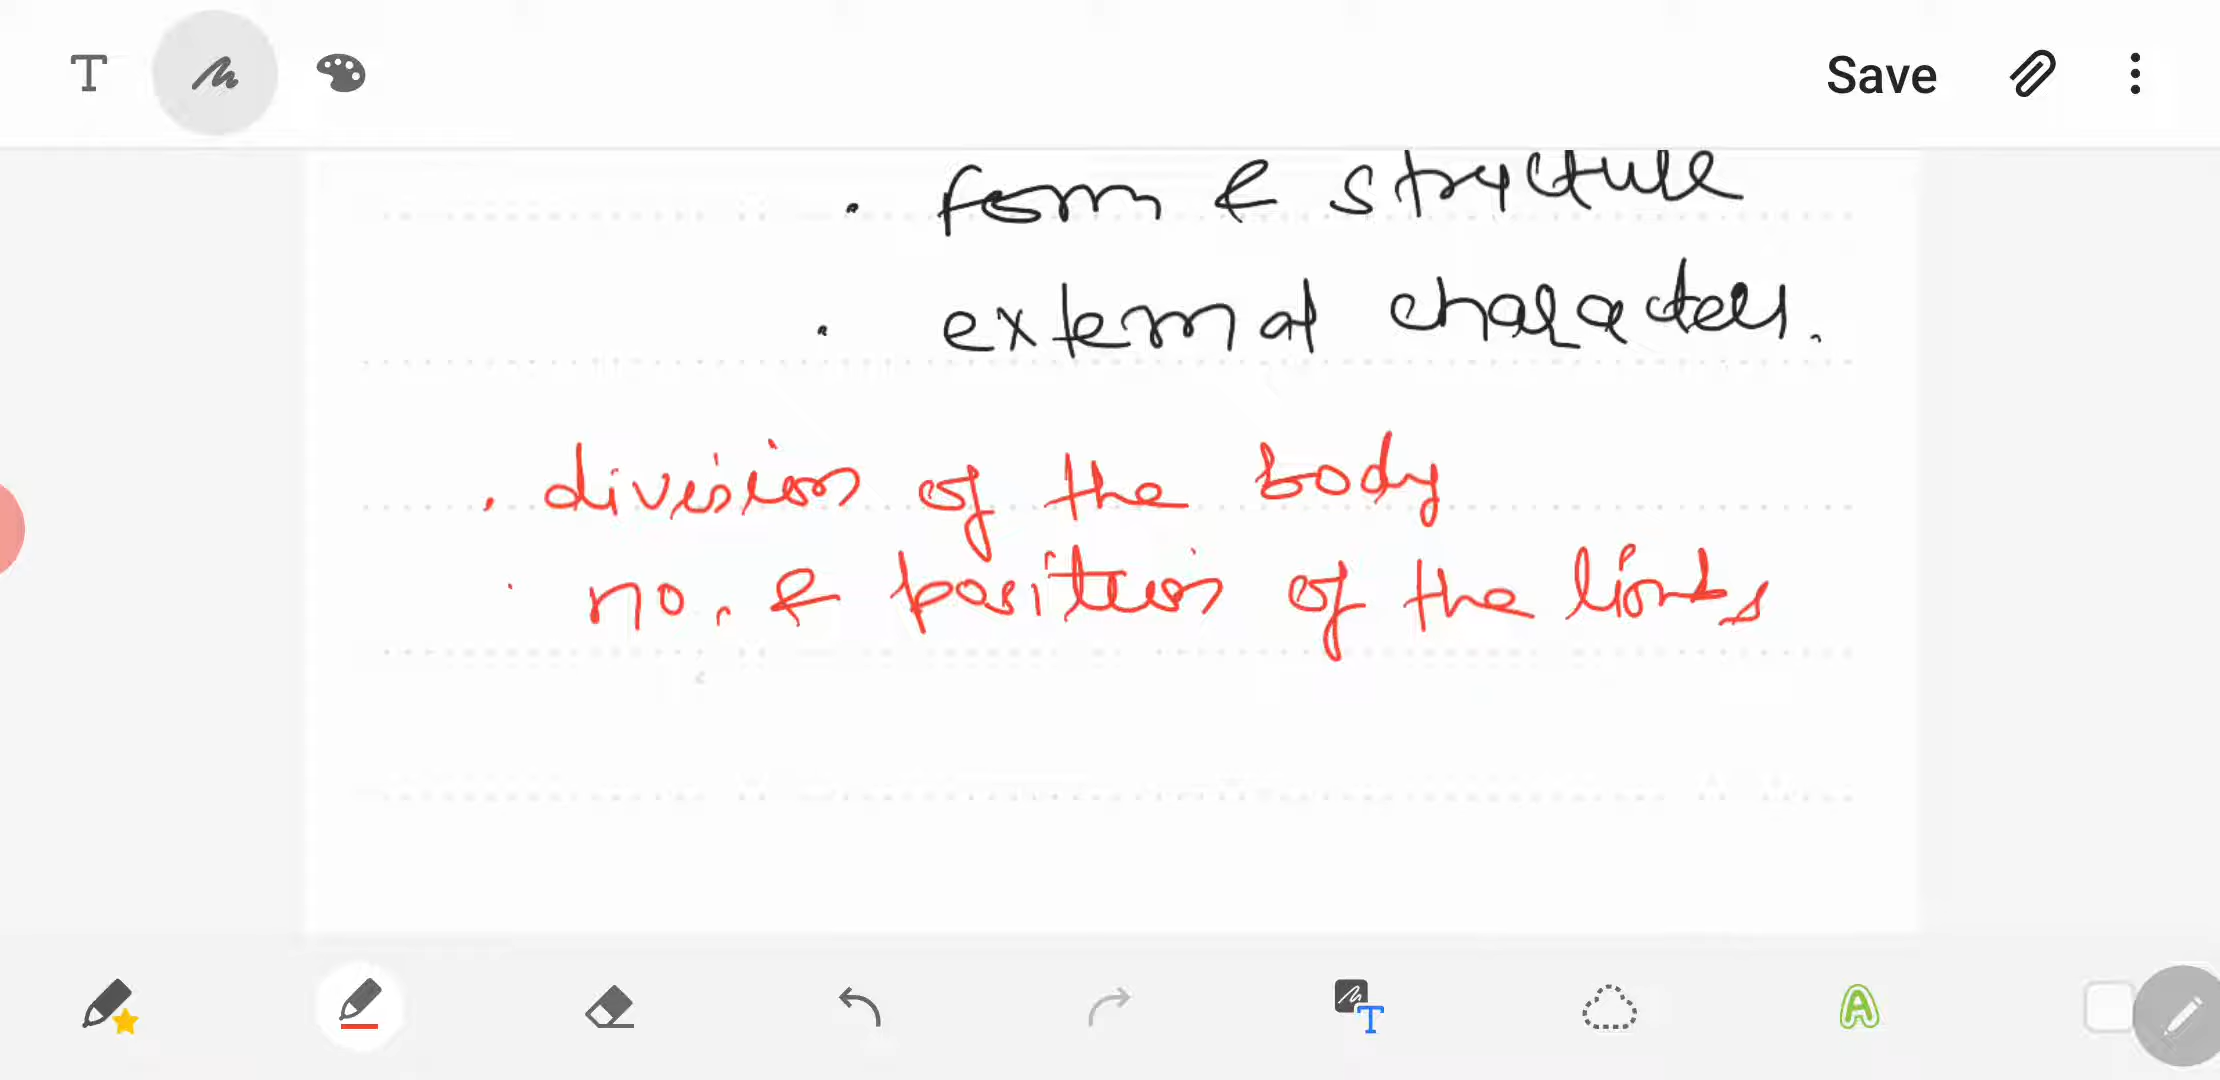 Save
. form & structure
. external characters.
. division of the body
. no. & position of the limbs